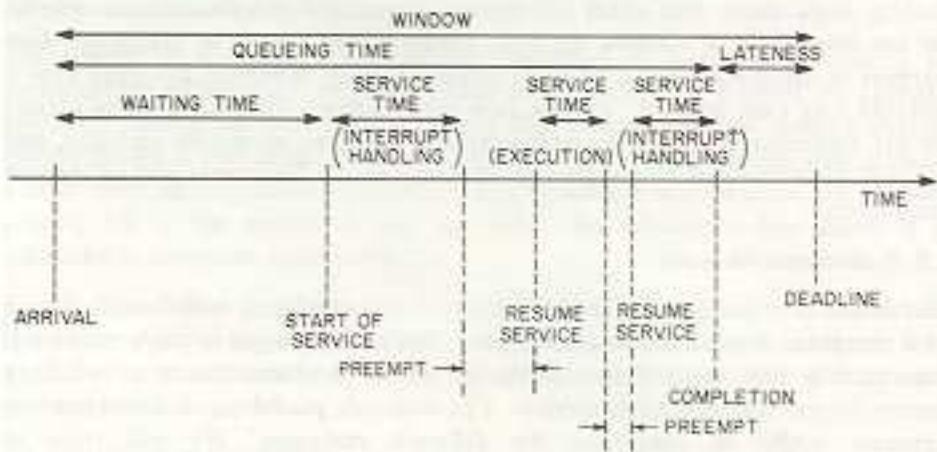 WINDOW
QUEUEING TIME
LATENESS
WAITING TIME
SERVICE
TIME
(INTERRUPT
HANDLING)
SERVICE
TIME
(EXECUTION)
SERVICE
TIME
(INTERRUPT
HANDLING)
TIME
ARRIVAL
START OF
SERVICE
PREEMPT
RESUME
SERVICE
RESUME
SERVICE
DEADLINE
COMPLETION
PREEMPT